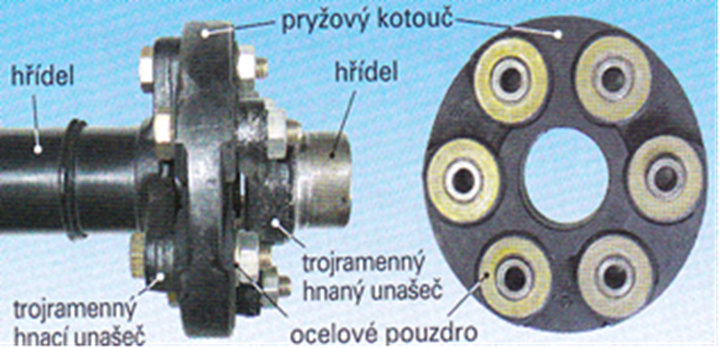 pryžový kotouč
hřídel
hřídel
trojramenný
hnaný unašeč
trojramenný
hnací unašeč
ocelové pouzdro